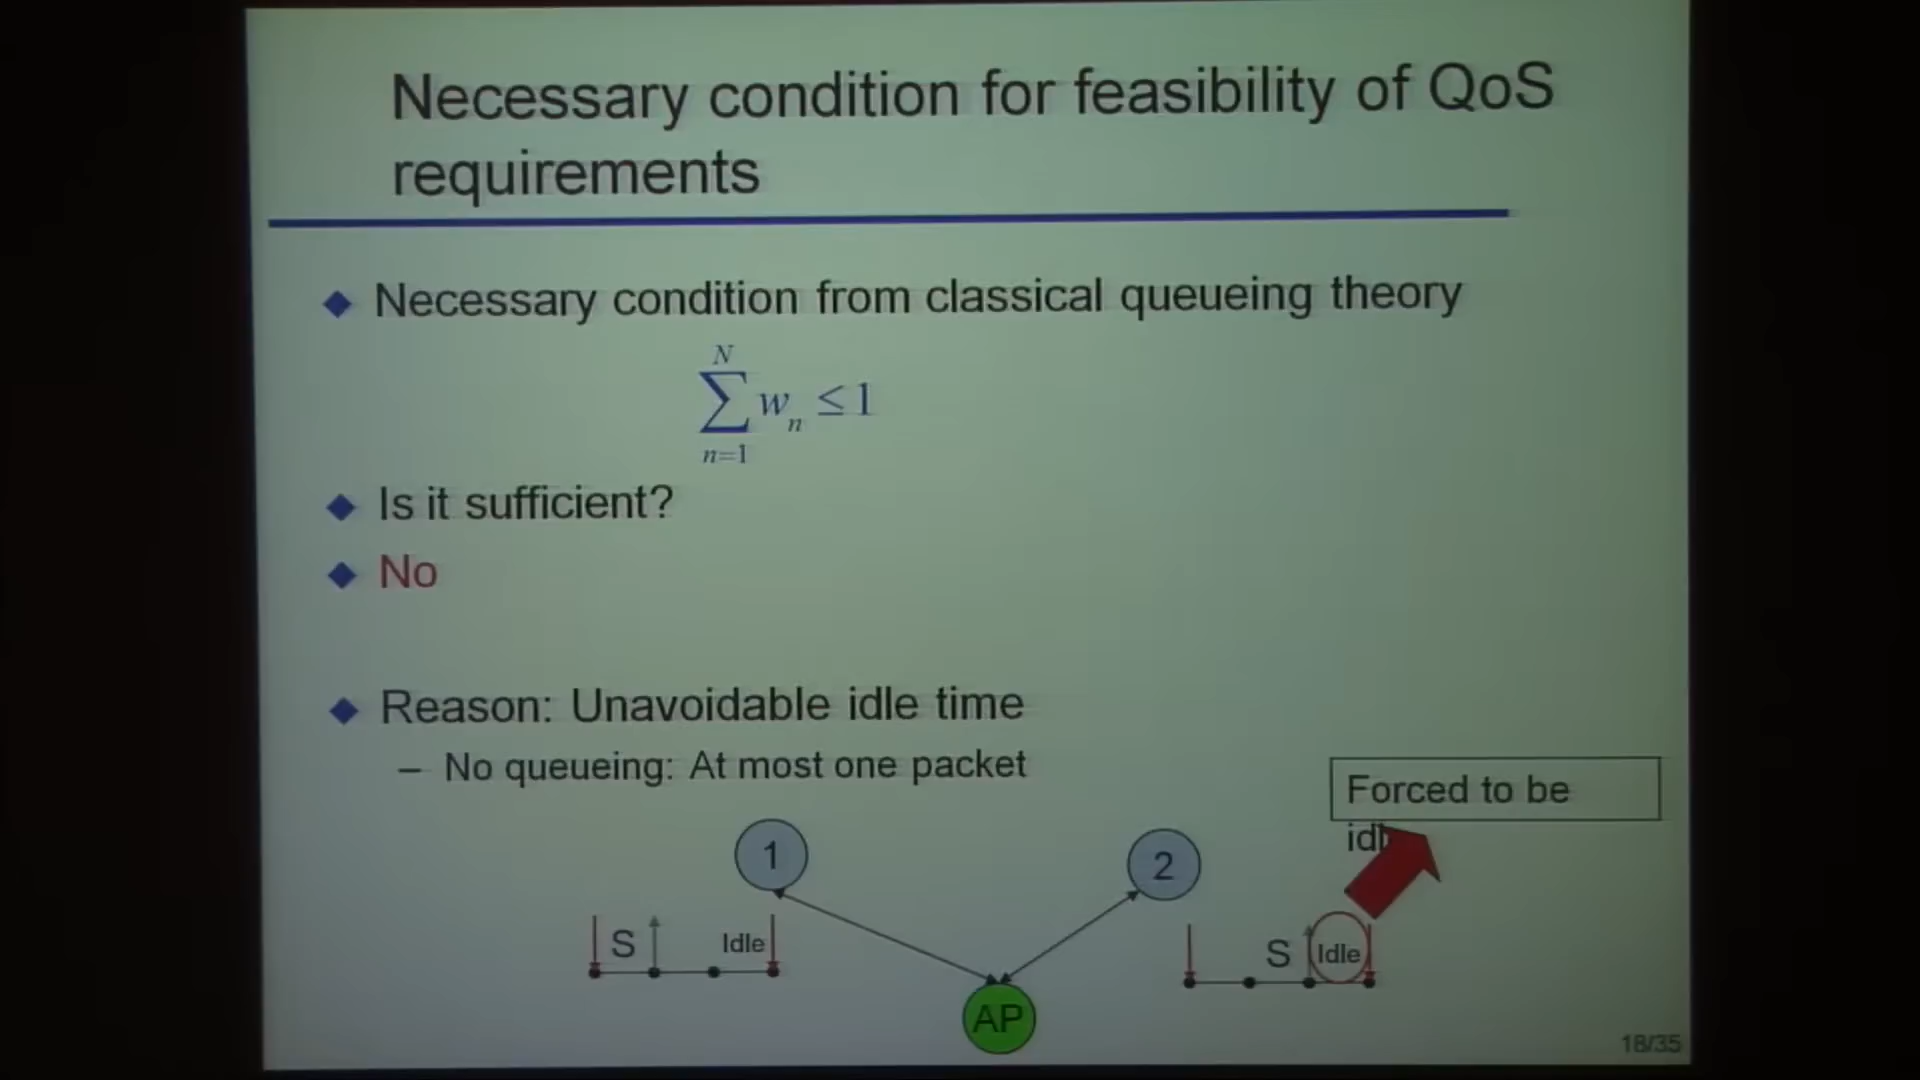 Necessary condition for feasibility of QoS
requirements
Necessary condition from classical queueing theory
N
∑ wₙ ≤ 1
n=1
Is it sufficient?
No
Reason: Unavoidable idle time
– No queueing: At most one packet
Forced to be
1
2
S
Idle
S
Idle
AP
18/35